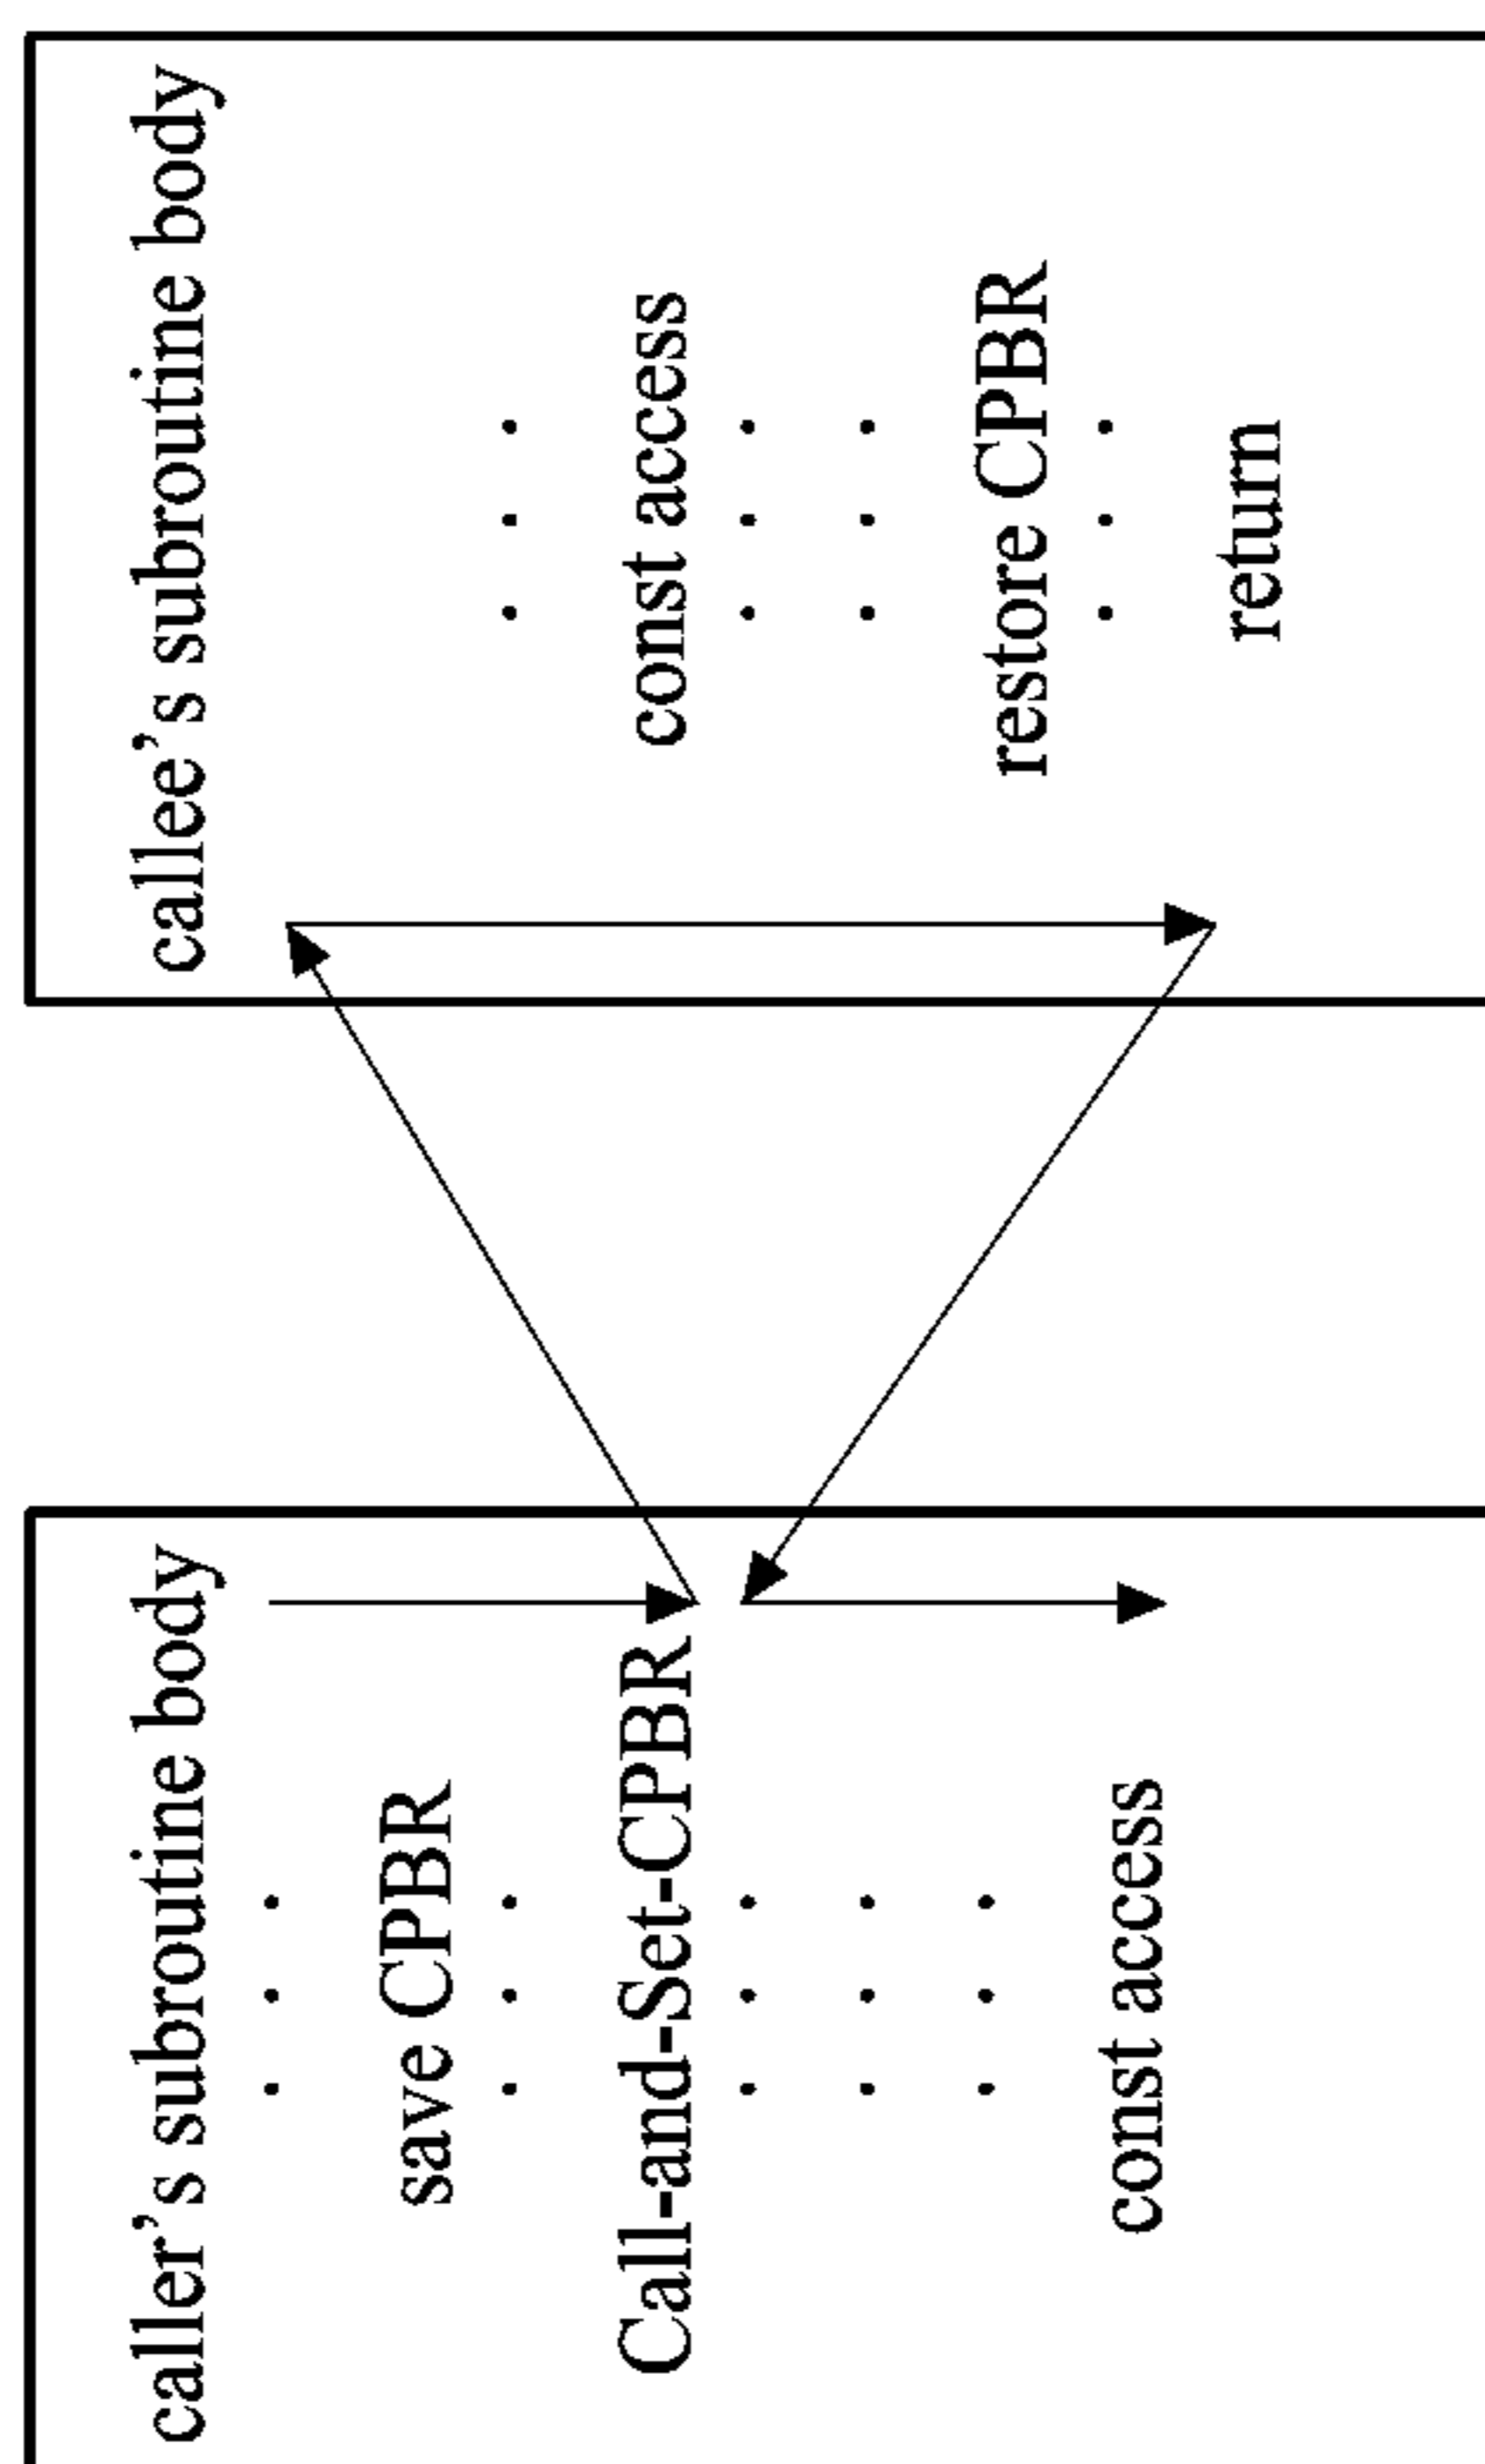 caller's subroutine body
. . .
save CPBR
. . .
Call-and-Set-CPBR
. . .
. . .
. . .
const access
callee's subroutine body
. . .
const access
. . .
. . .
restore CPBR
. . .
return